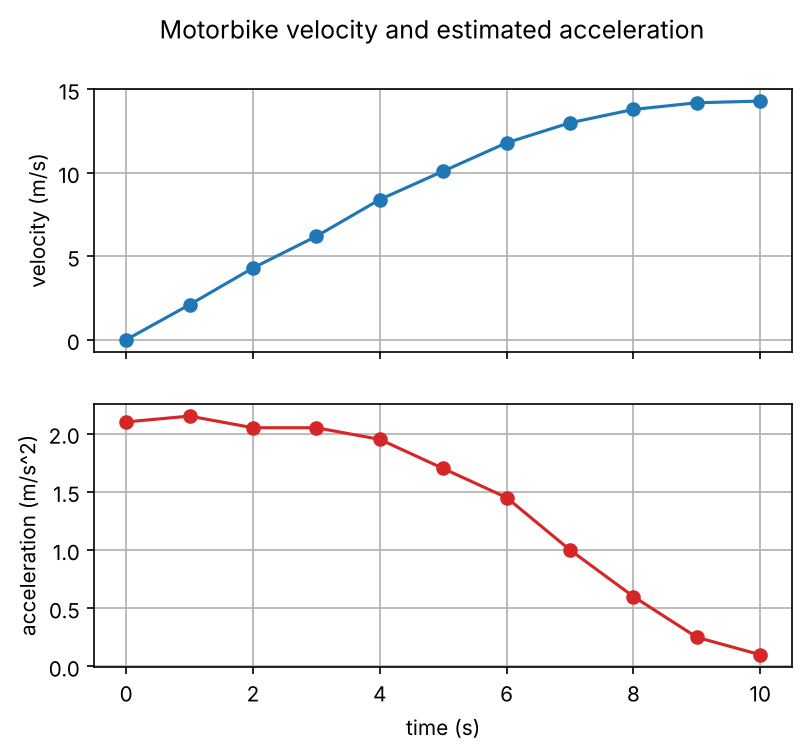 Motorbike velocity and estimated acceleration
15
10
5
0
velocity (m/s)
2.0
1.5
1.0
0.5
0.0
acceleration (m/s^2)
0 2 4 6 8 10
time (s)